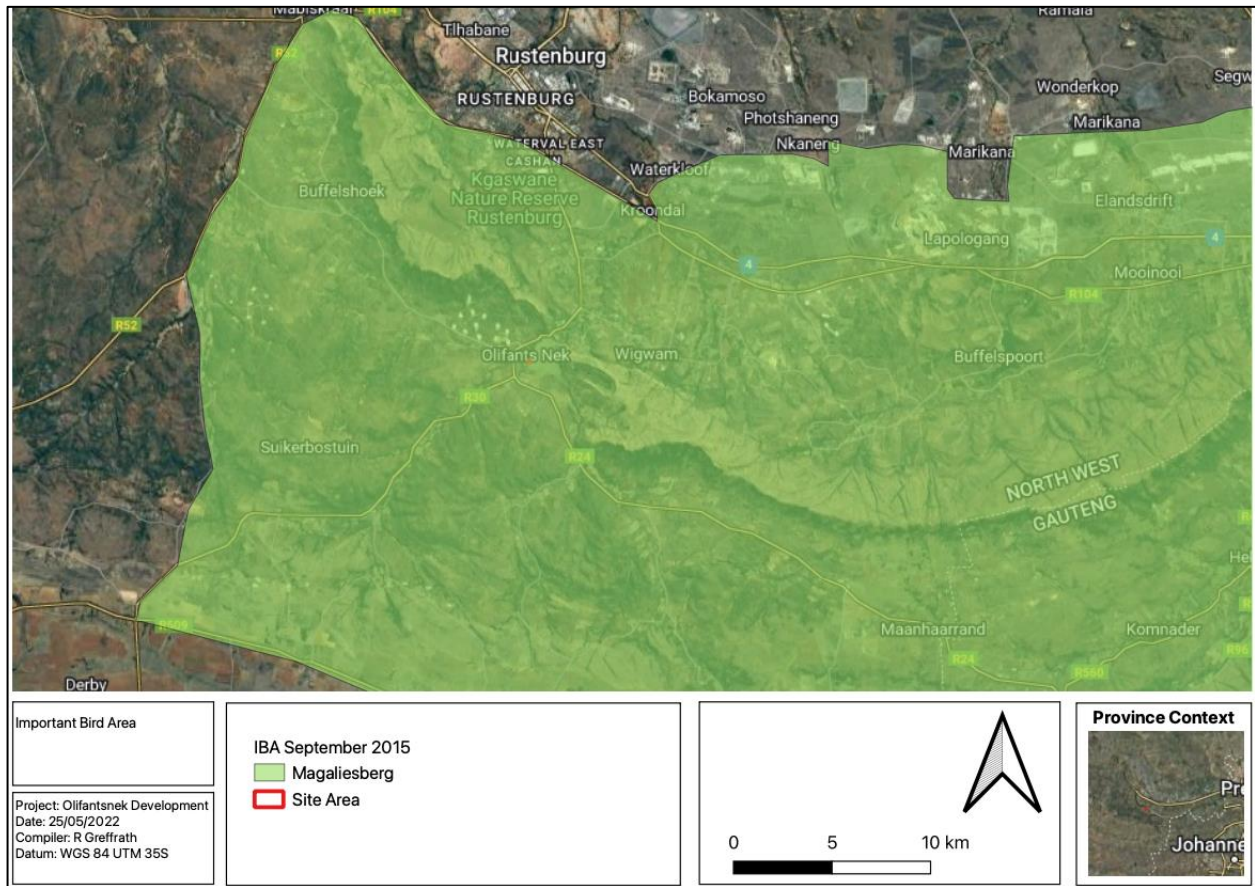 Mabiskraal
R104
Ramala
Tlhabane
R52
Rustenburg
Segw
Wonderkop
RUSTENBURG
Bokamoso
Photshaneng
Marikana
Nkaneng
WATERVAL EAST
CASHAN
Marikana
Waterkloof
Kgaswane
Nature Reserve
Rustenburg
Buffelshoek
Elandsdrift
Kroondal
Lapologang
4
4
Mooinooi
R104
R52
Olifants Nek
Wigwam
Buffelspoort
R30
Suikerbostuin
R24
NORTH WEST
GAUTENG
He
R509
Maanhaarrand
Komnader
R24
R560
R96
Derby
Important Bird Area
Project: Olifantsnek Development
Date: 25/05/2022
Compiler: R Greffrath
Datum: WGS 84 UTM 35S
IBA September 2015
Magaliesberg
Site Area
0 5 10 km
Province Context
Pre
Johanne